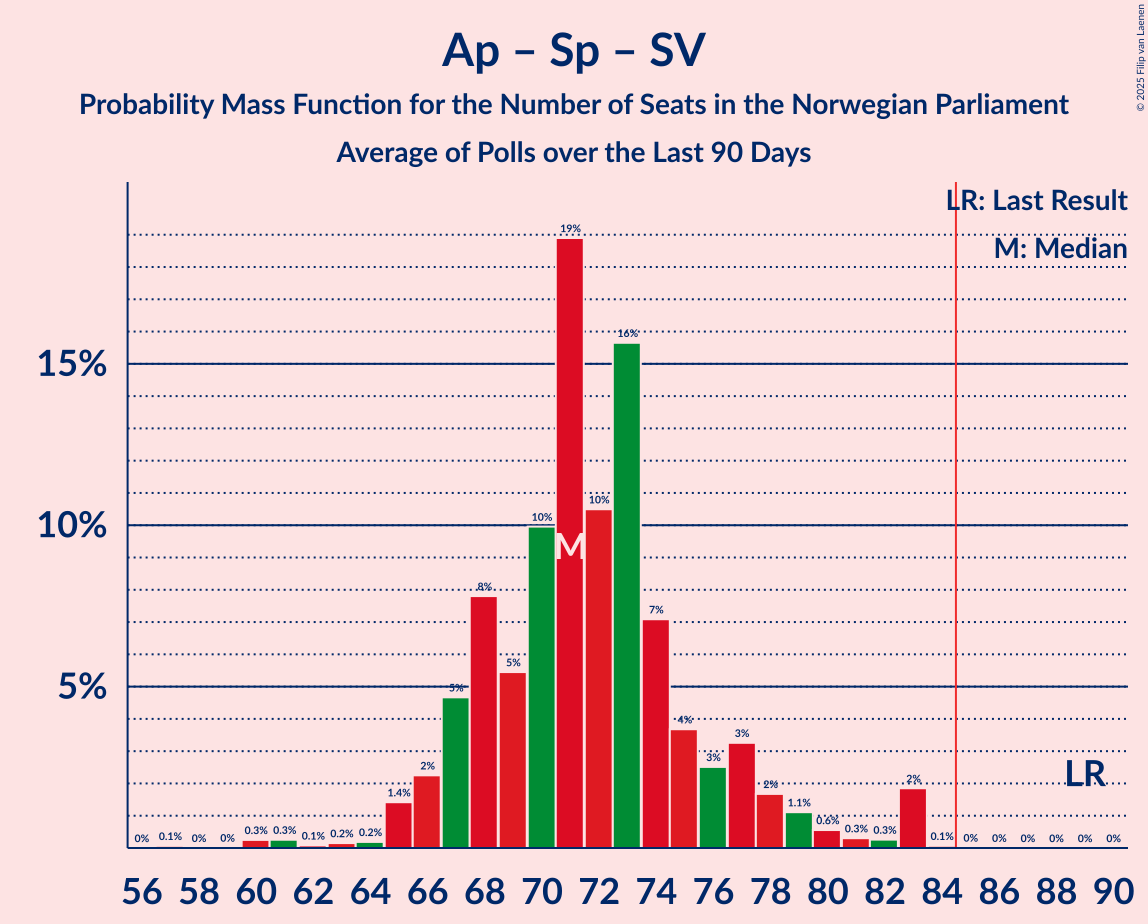 Ap – Sp – SV
Probability Mass Function for the Number of Seats in the Norwegian Parliament
Average of Polls over the Last 90 Days
© 2025 Filip van Laenen
LR: Last Result
M: Median
15%
10%
5%
0% 0.1% 0% 0% 0.3% 0.3% 0.1% 0.2% 0.2% 1.4% 2% 5% 8% 5% 10% 19% 10% 16% 7% 4% 3% 3% 2% 1.1% 0.6% 0.3% 0.3% 2% 0.1% 0% 0% 0% 0% 0% 0%
M
LR
56 58 60 62 64 66 68 70 72 74 76 78 80 82 84 86 88 90